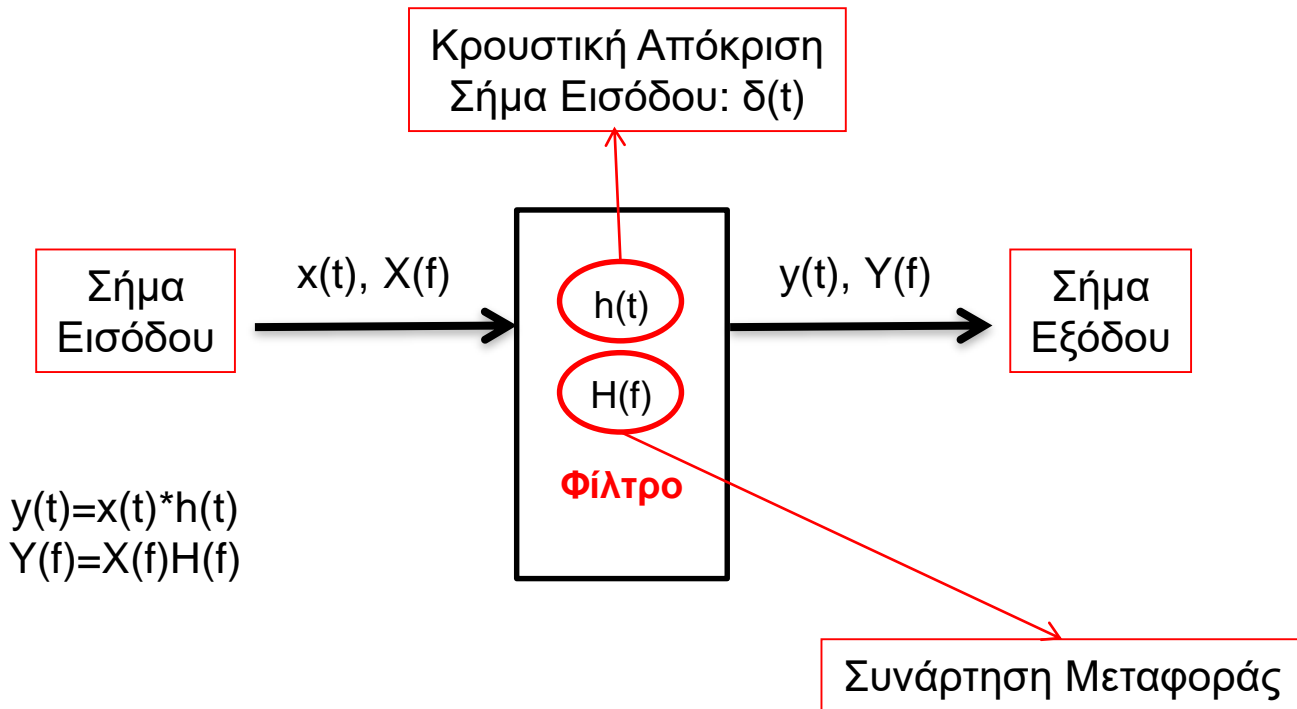 Κρουστική Απόκριση
Σήμα Εισόδου: δ(t)
Σήμα
Εισόδου
x(t), X(f)
h(t)
H(f)
Φίλτρο
y(t), Y(f)
Σήμα
Εξόδου
y(t)=x(t)*h(t)
Y(f)=X(f)H(f)
Συνάρτηση Μεταφοράς